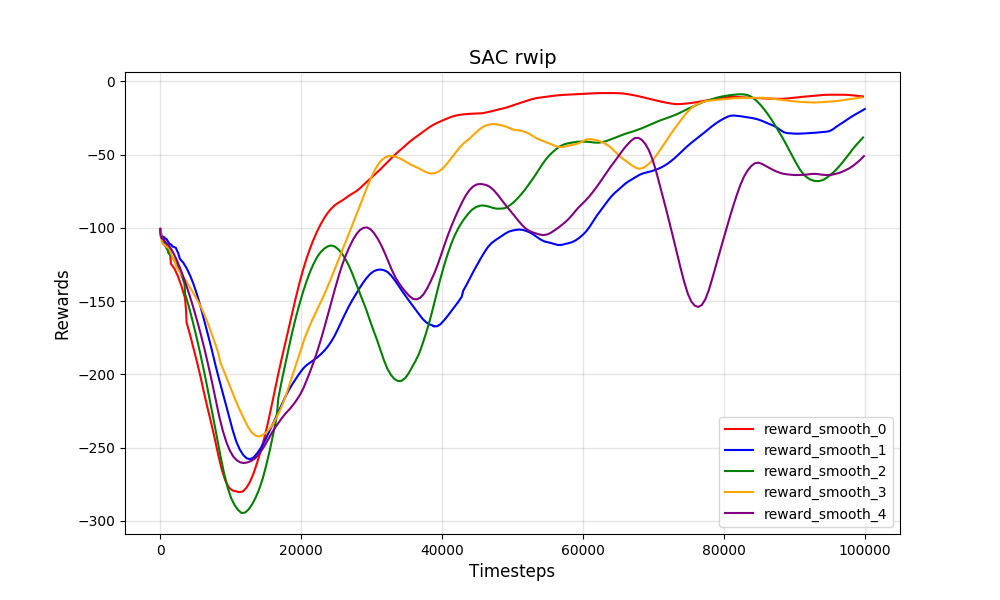 SAC rwip
Rewards
0
−50
−100
−150
−200
−250
−300
0 20000 40000 60000 80000 100000
Timesteps
reward_smooth_0
reward_smooth_1
reward_smooth_2
reward_smooth_3
reward_smooth_4